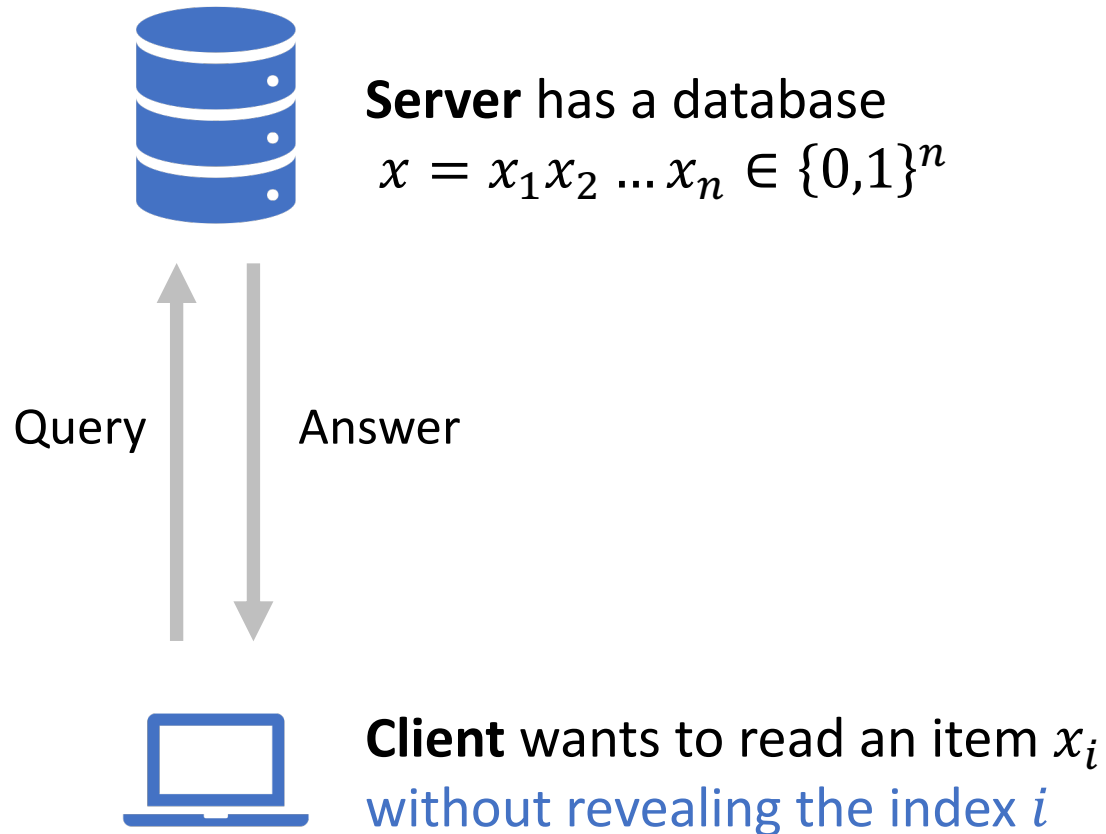 Server has a database
x = x₁x₂ … xₙ ∈ {0,1}ⁿ
Query
Answer
Client wants to read an item xᵢ
without revealing the index i